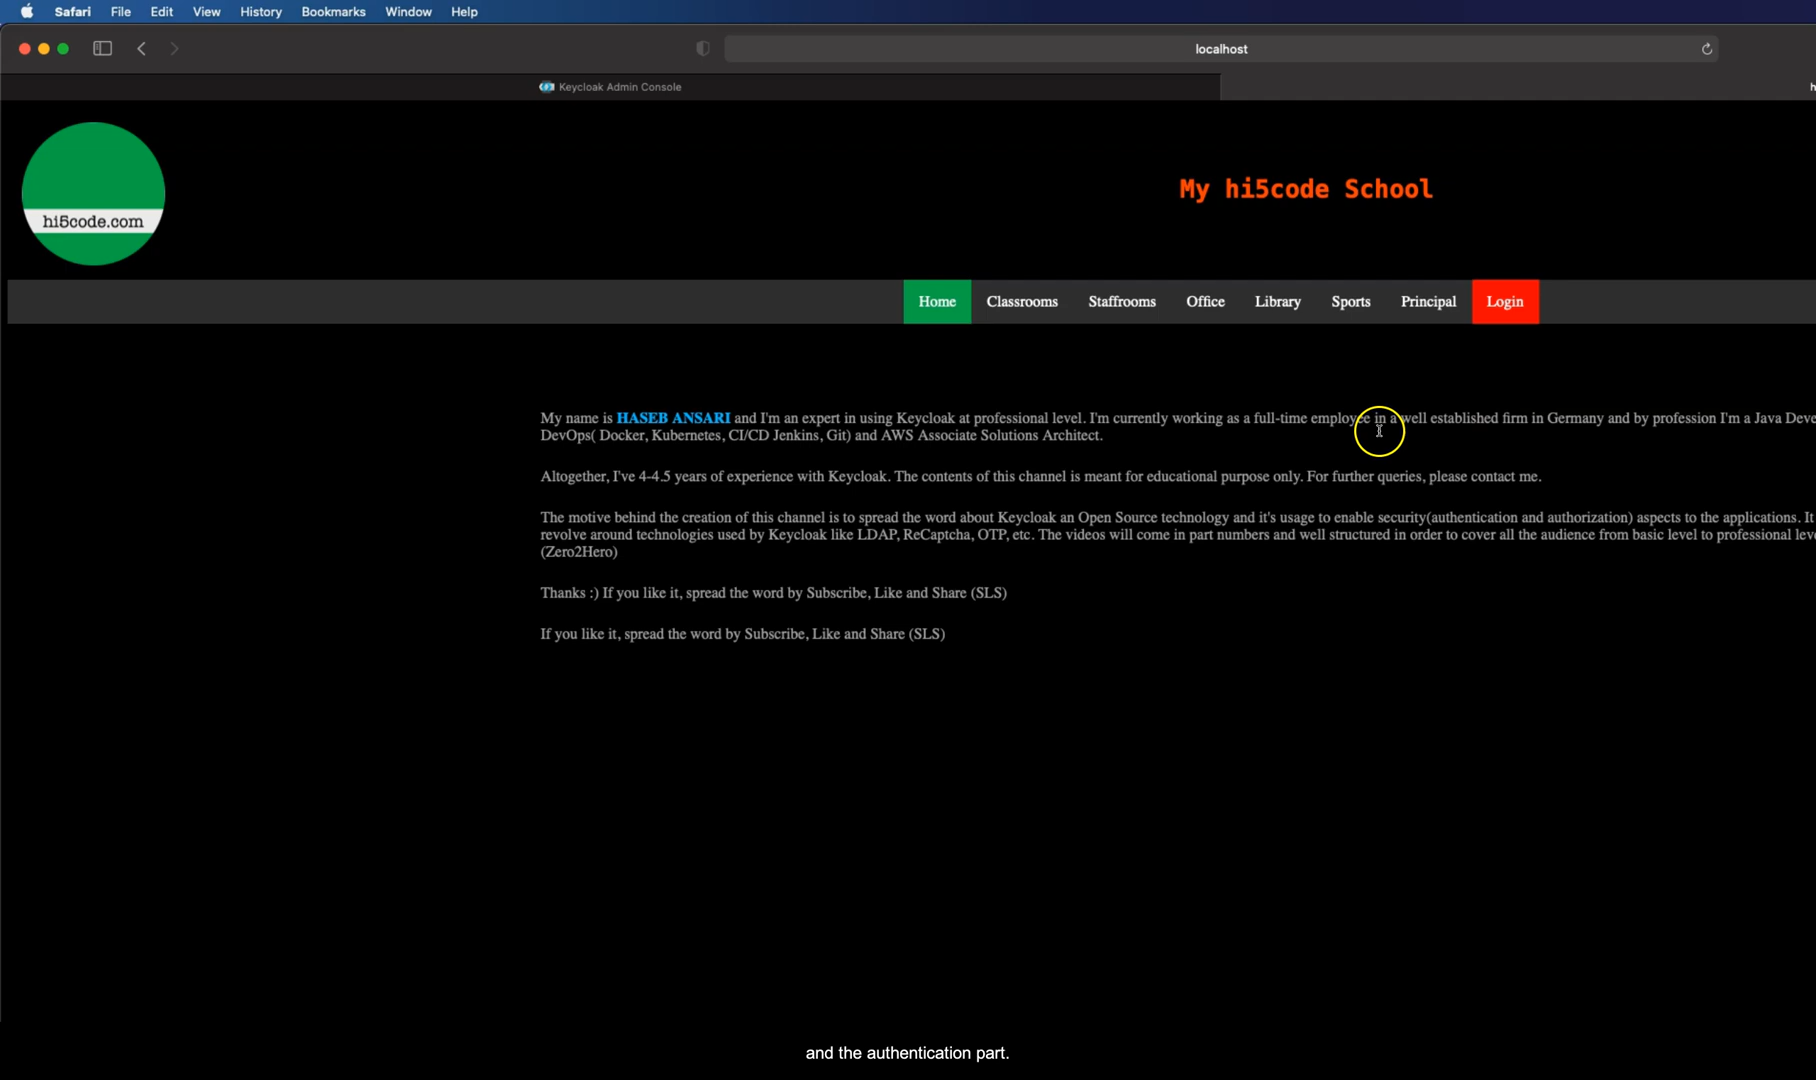 Safari File Edit View History Bookmarks Window Help
localhost
Keycloak Admin Console
hi5code.com
My hi5code School
Home Classrooms Staffrooms Office Library Sports Principal Login
My name is HASEB ANSARI and I'm an expert in using Keycloak at professional level. I'm currently working as a full-time employee in a well established firm in Germany and by profession I'm a Java Deve
DevOps( Docker, Kubernetes, CI/CD Jenkins, Git) and AWS Associate Solutions Architect.
Altogether, I've 4-4.5 years of experience with Keycloak. The contents of this channel is meant for educational purpose only. For further queries, please contact me.
The motive behind the creation of this channel is to spread the word about Keycloak an Open Source technology and it's usage to enable security(authentication and authorization) aspects to the applications. It
revolve around technologies used by Keycloak like LDAP, ReCaptcha, OTP, etc. The videos will come in part numbers and well structured in order to cover all the audience from basic level to professional leve
(Zero2Hero)
Thanks :) If you like it, spread the word by Subscribe, Like and Share (SLS)
If you like it, spread the word by Subscribe, Like and Share (SLS)
and the authentication part.